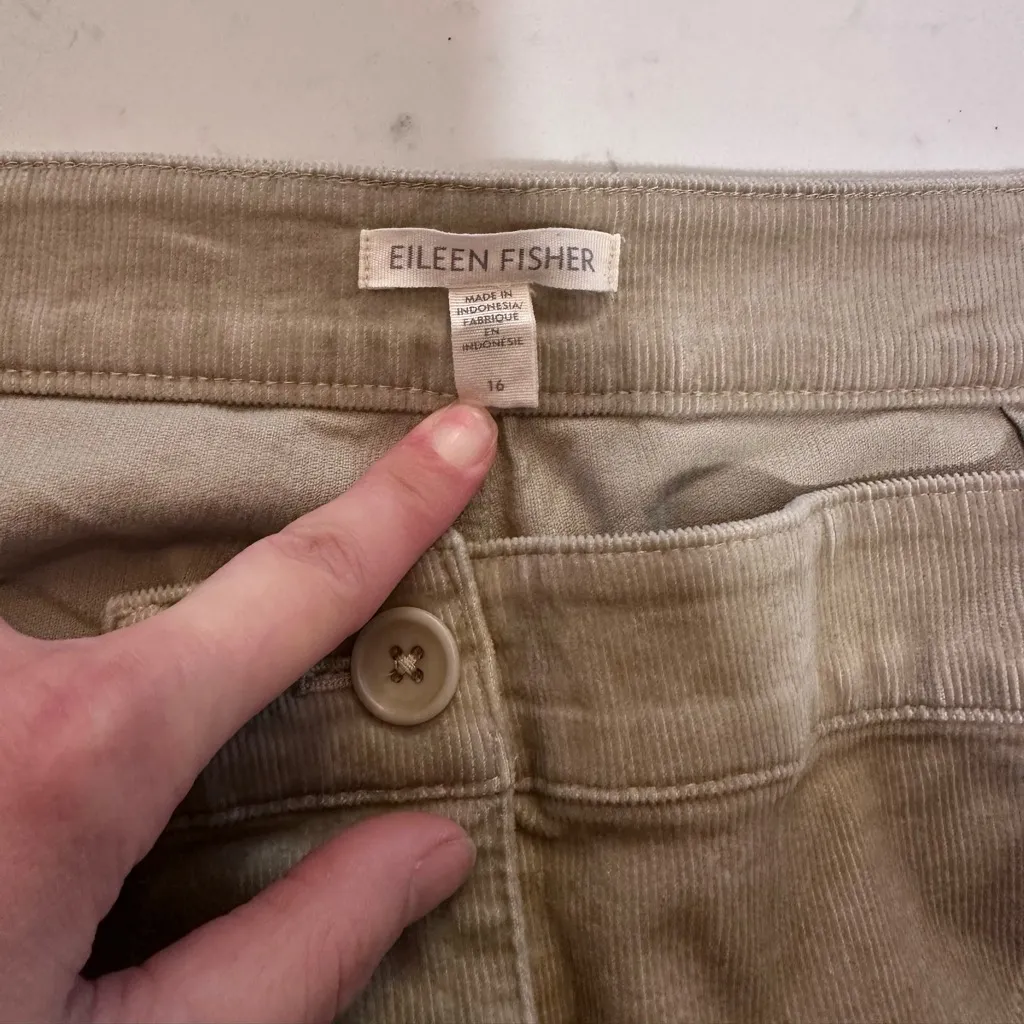 EILEEN FISHER
MADE IN
INDONESIA/
FABRIQUE
EN
INDONESIE
16